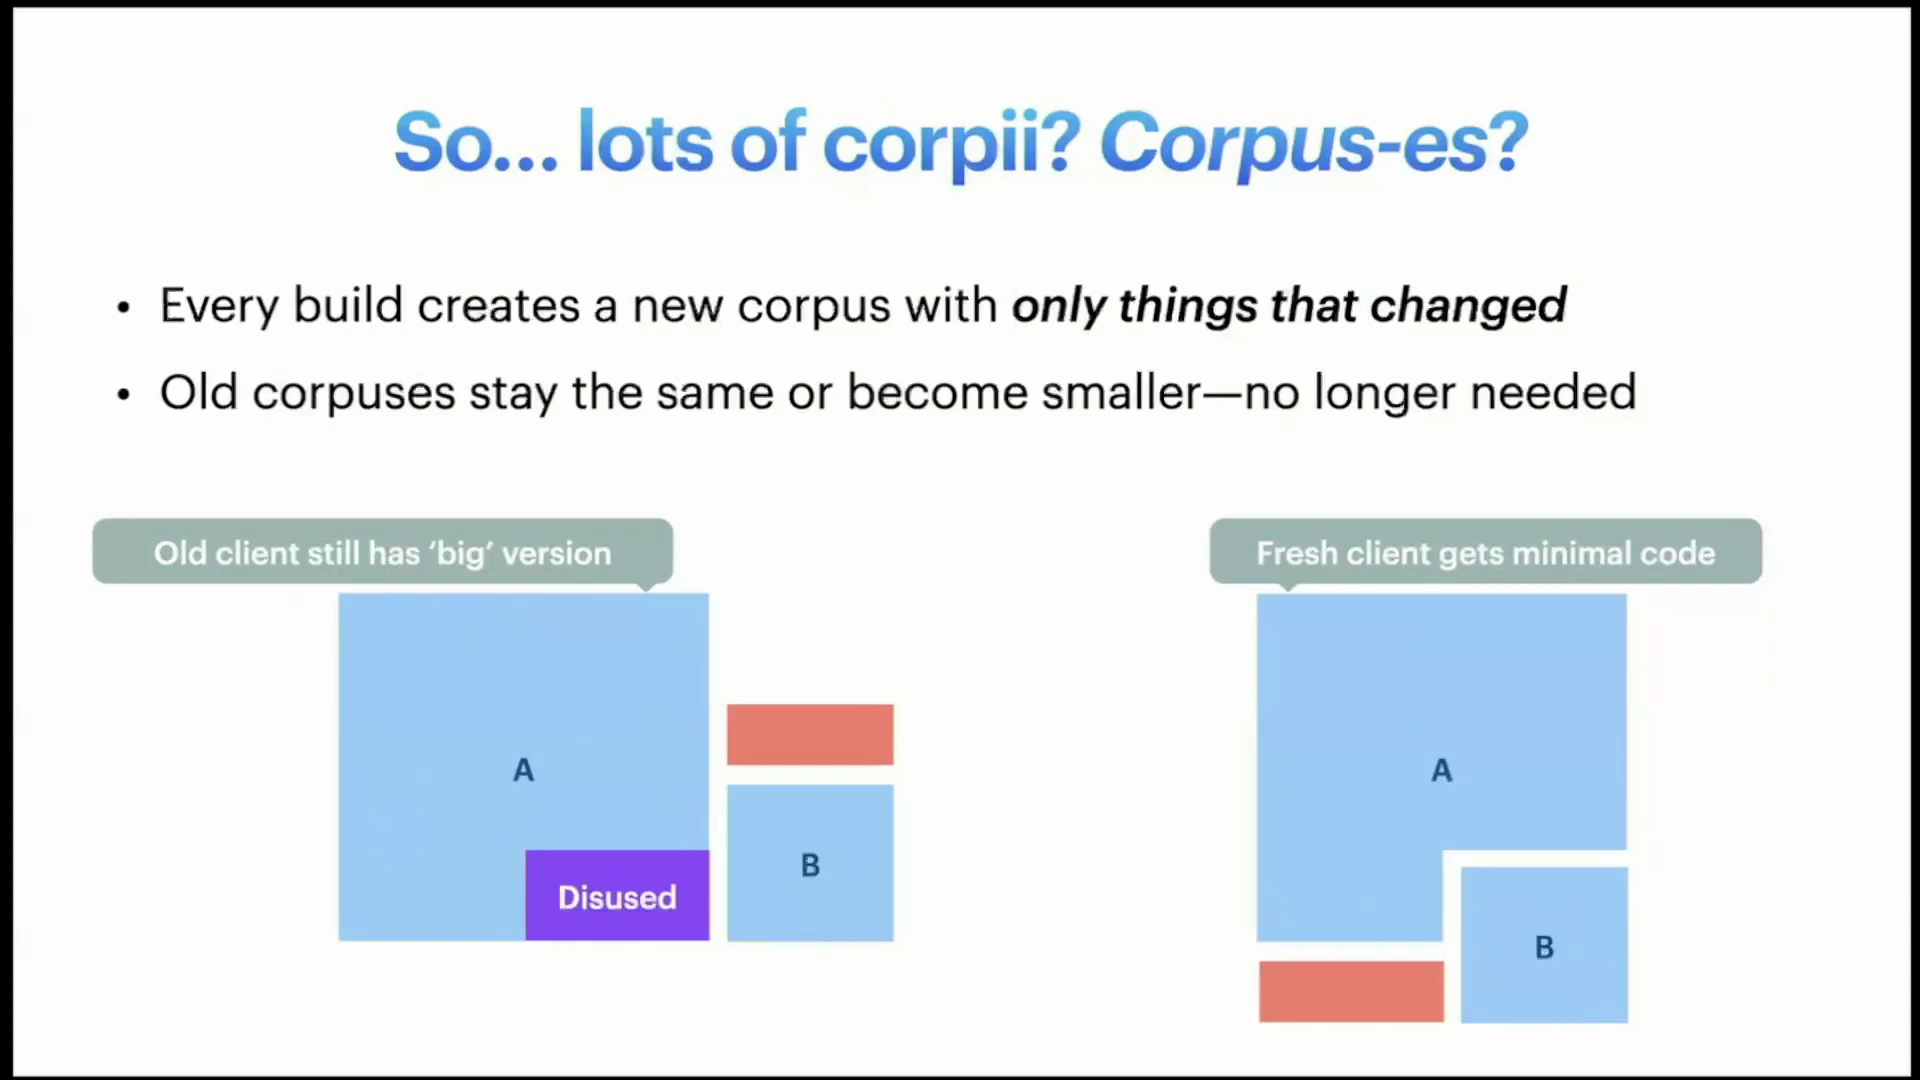 So... lots of corpii? Corpus-es?
• Every build creates a new corpus with only things that changed
• Old corpuses stay the same or become smaller—no longer needed
Old client still has ‘big’ version
Fresh client gets minimal code
A
Disused
B
A
B